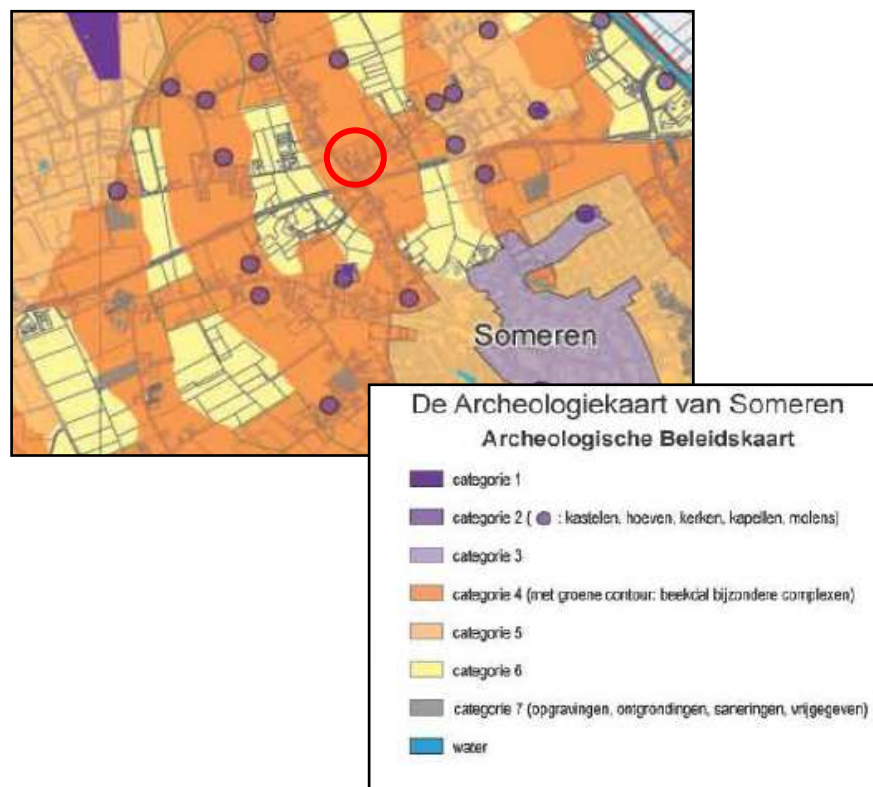 Someren
De Archeologiekaart van Someren
Archeologische Beleidskaart
categorie 1
categorie 2 ( : kastelen, hoeven, kerken, kapellen, molens)
categorie 3
categorie 4 (met groene contour: beekdal bijzondere complexen)
categorie 5
categorie 6
categorie 7 (opgravingen, ontgrondingen, saneringen, vrijgegeven)
water